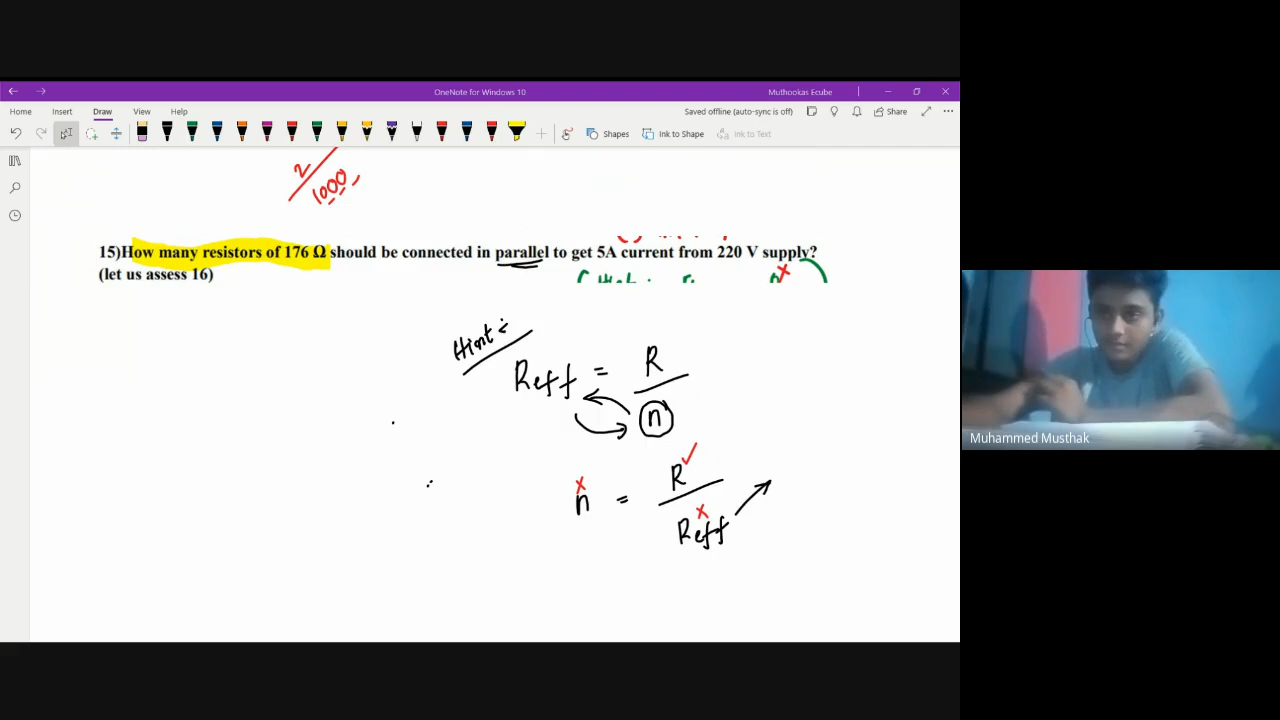 OneNote for Windows 10
Muthookas Ecube
Home Insert Draw View Help
Saved offline (auto-sync is off)
Share
Shapes
Ink to Shape
Ink to Text
2
1000
15)How many resistors of 176 Ω should be connected in parallel to get 5A current from 220 V supply?
(let us assess 16)
Hint:
Reff = R
n
n = R
Reff
Muhammed Musthak